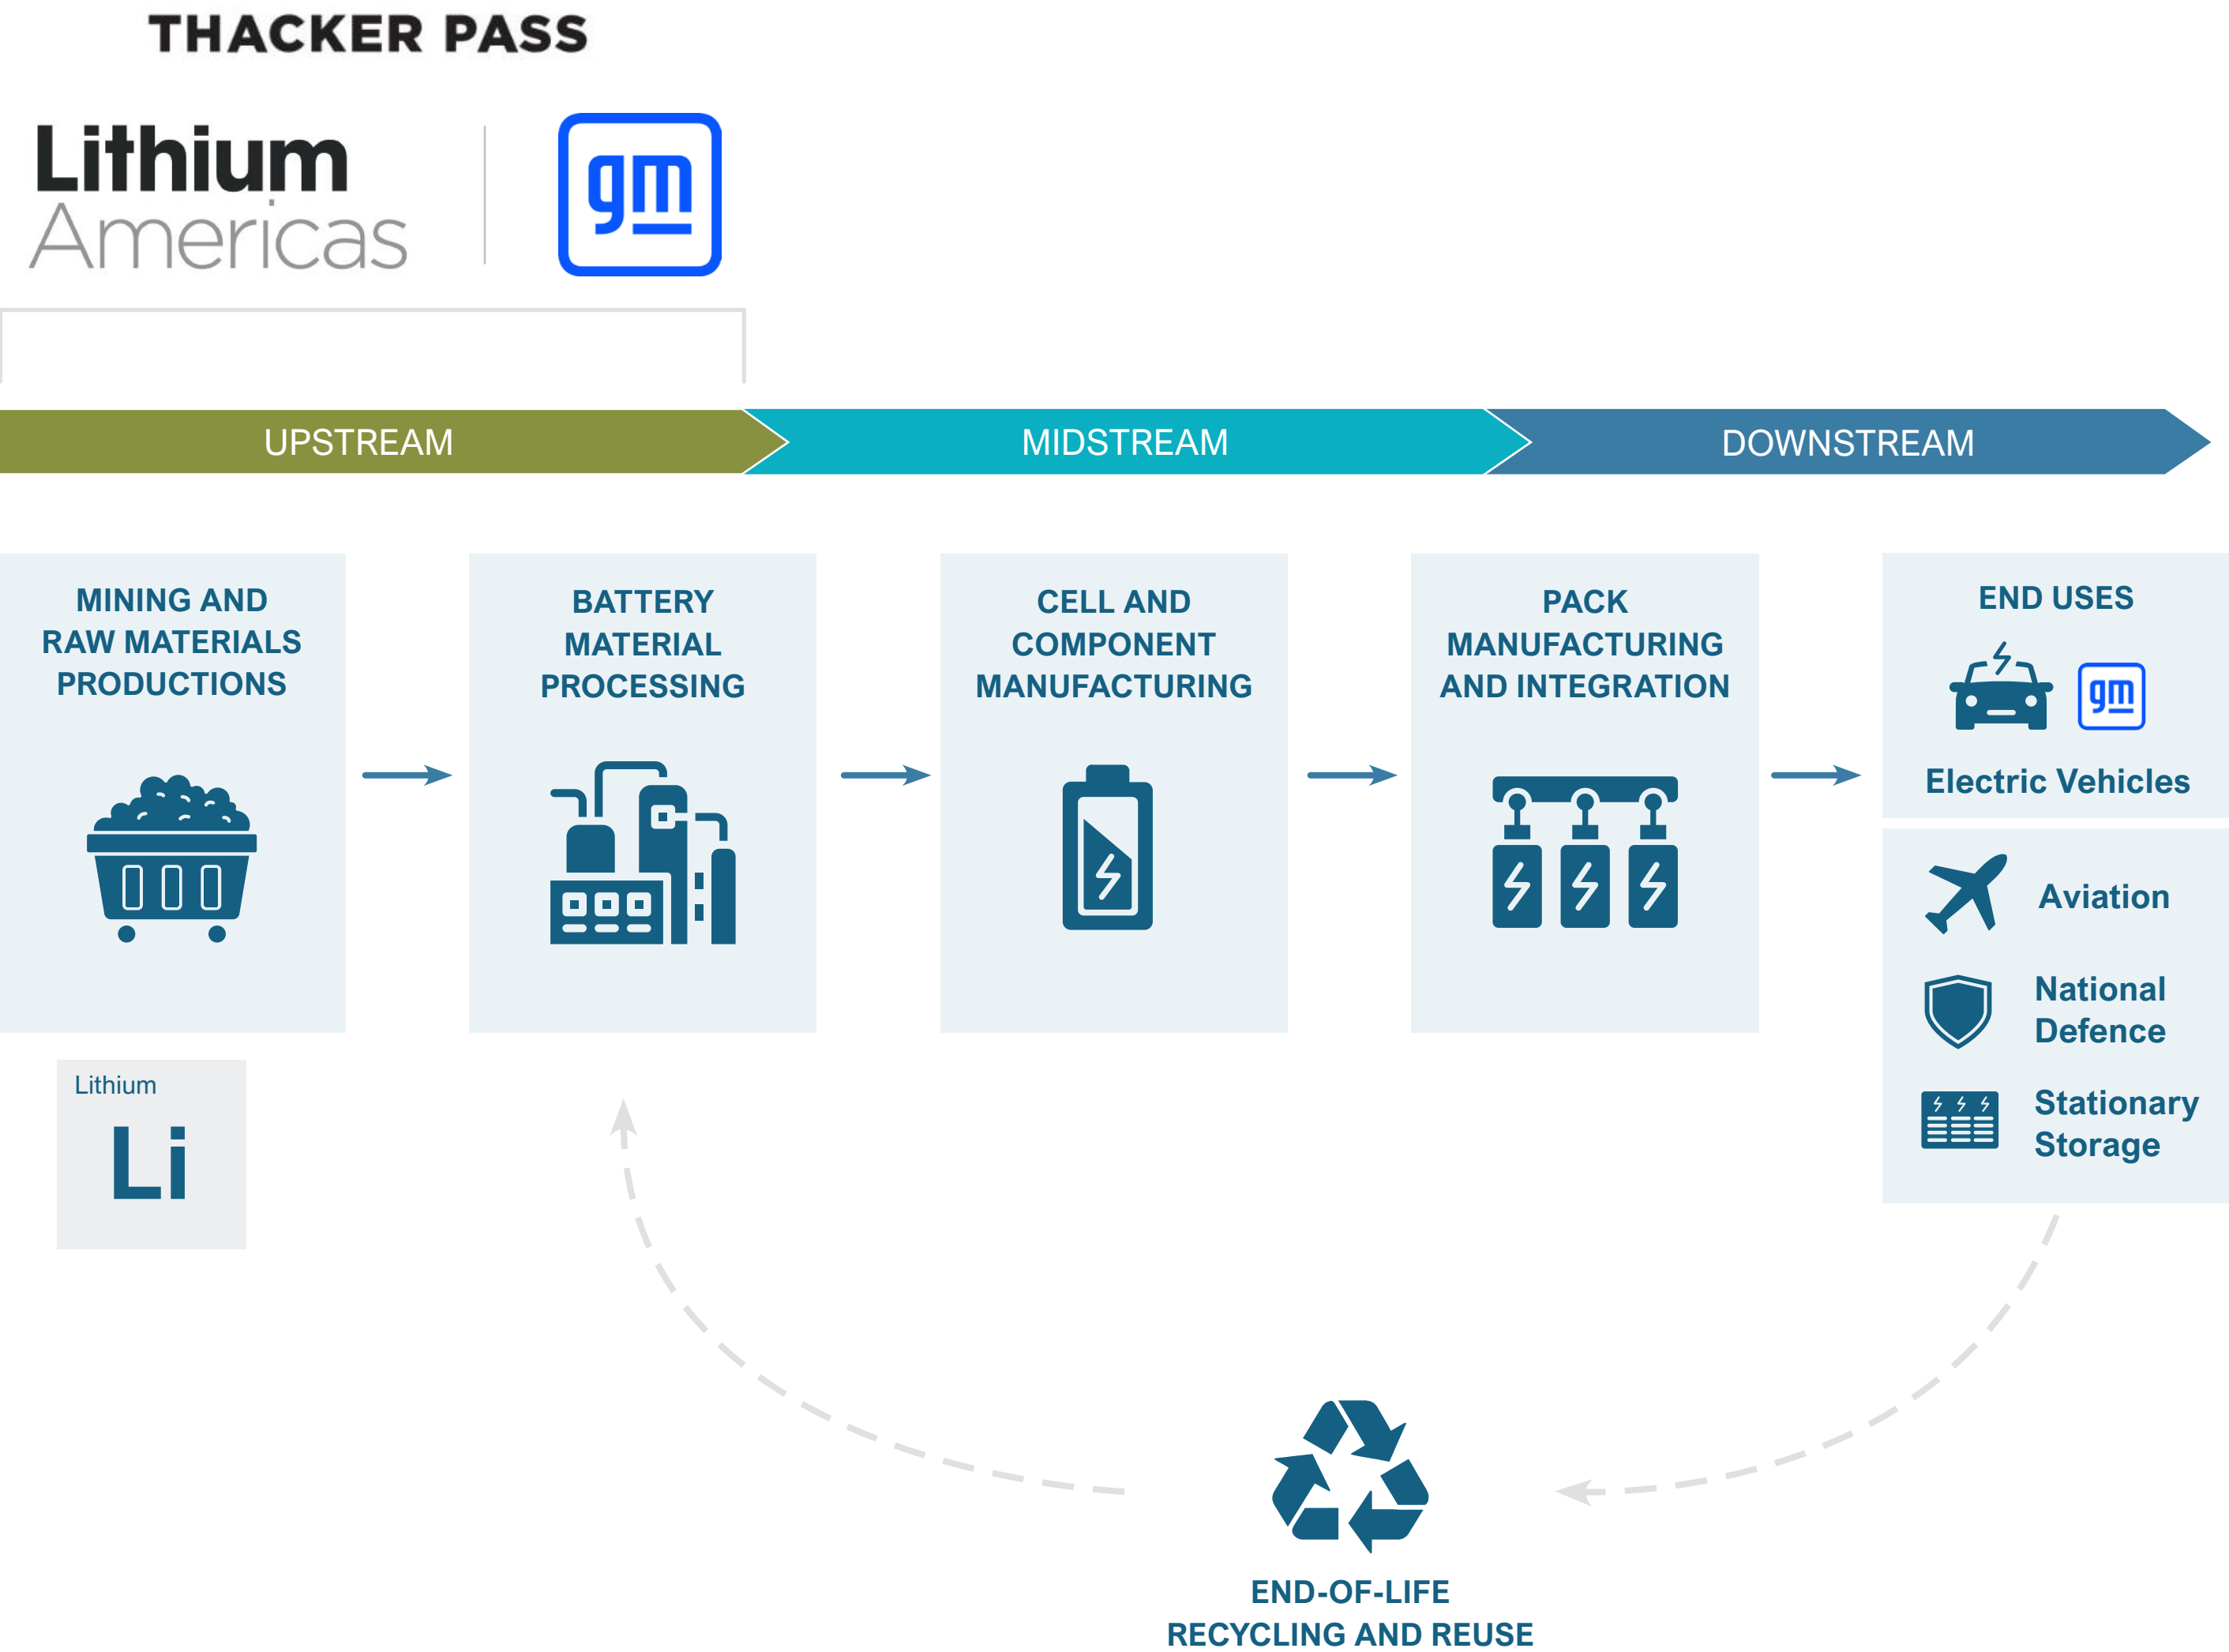 THACKER PASS
Lithium
Americas
gm
UPSTREAM
MIDSTREAM
DOWNSTREAM
MINING AND
RAW MATERIALS
PRODUCTIONS
BATTERY
MATERIAL
PROCESSING
CELL AND
COMPONENT
MANUFACTURING
PACK
MANUFACTURING
AND INTEGRATION
END USES
gm
Electric Vehicles
Aviation
National
Defence
Stationary
Storage
Lithium
Li
END-OF-LIFE
RECYCLING AND REUSE